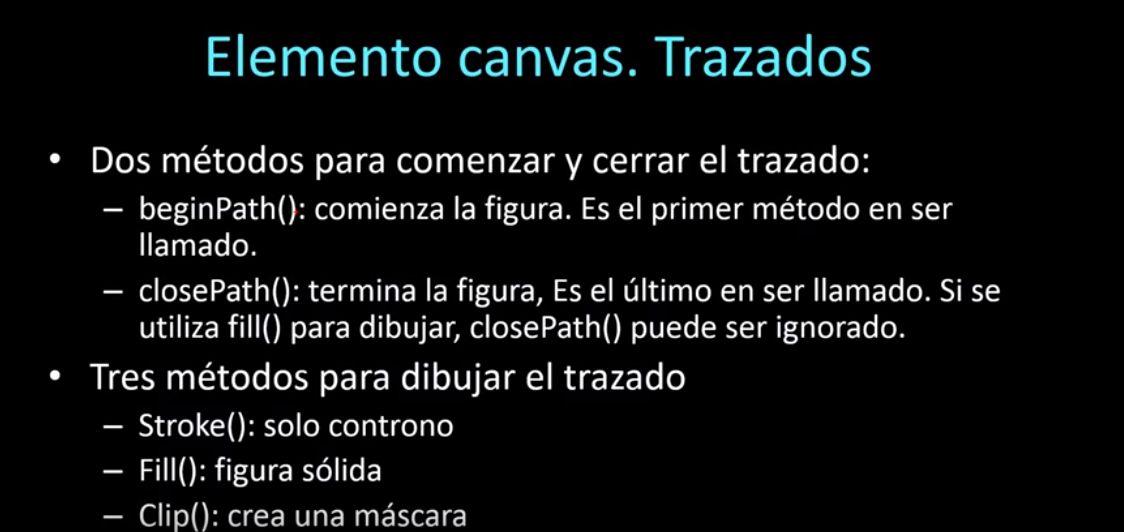 Elemento canvas. Trazados
• Dos métodos para comenzar y cerrar el trazado:
– beginPath(): comienza la figura. Es el primer método en ser
llamado.
– closePath(): termina la figura, Es el último en ser llamado. Si se
utiliza fill() para dibujar, closePath() puede ser ignorado.
• Tres métodos para dibujar el trazado
– Stroke(): solo controno
– Fill(): figura sólida
– Clip(): crea una máscara